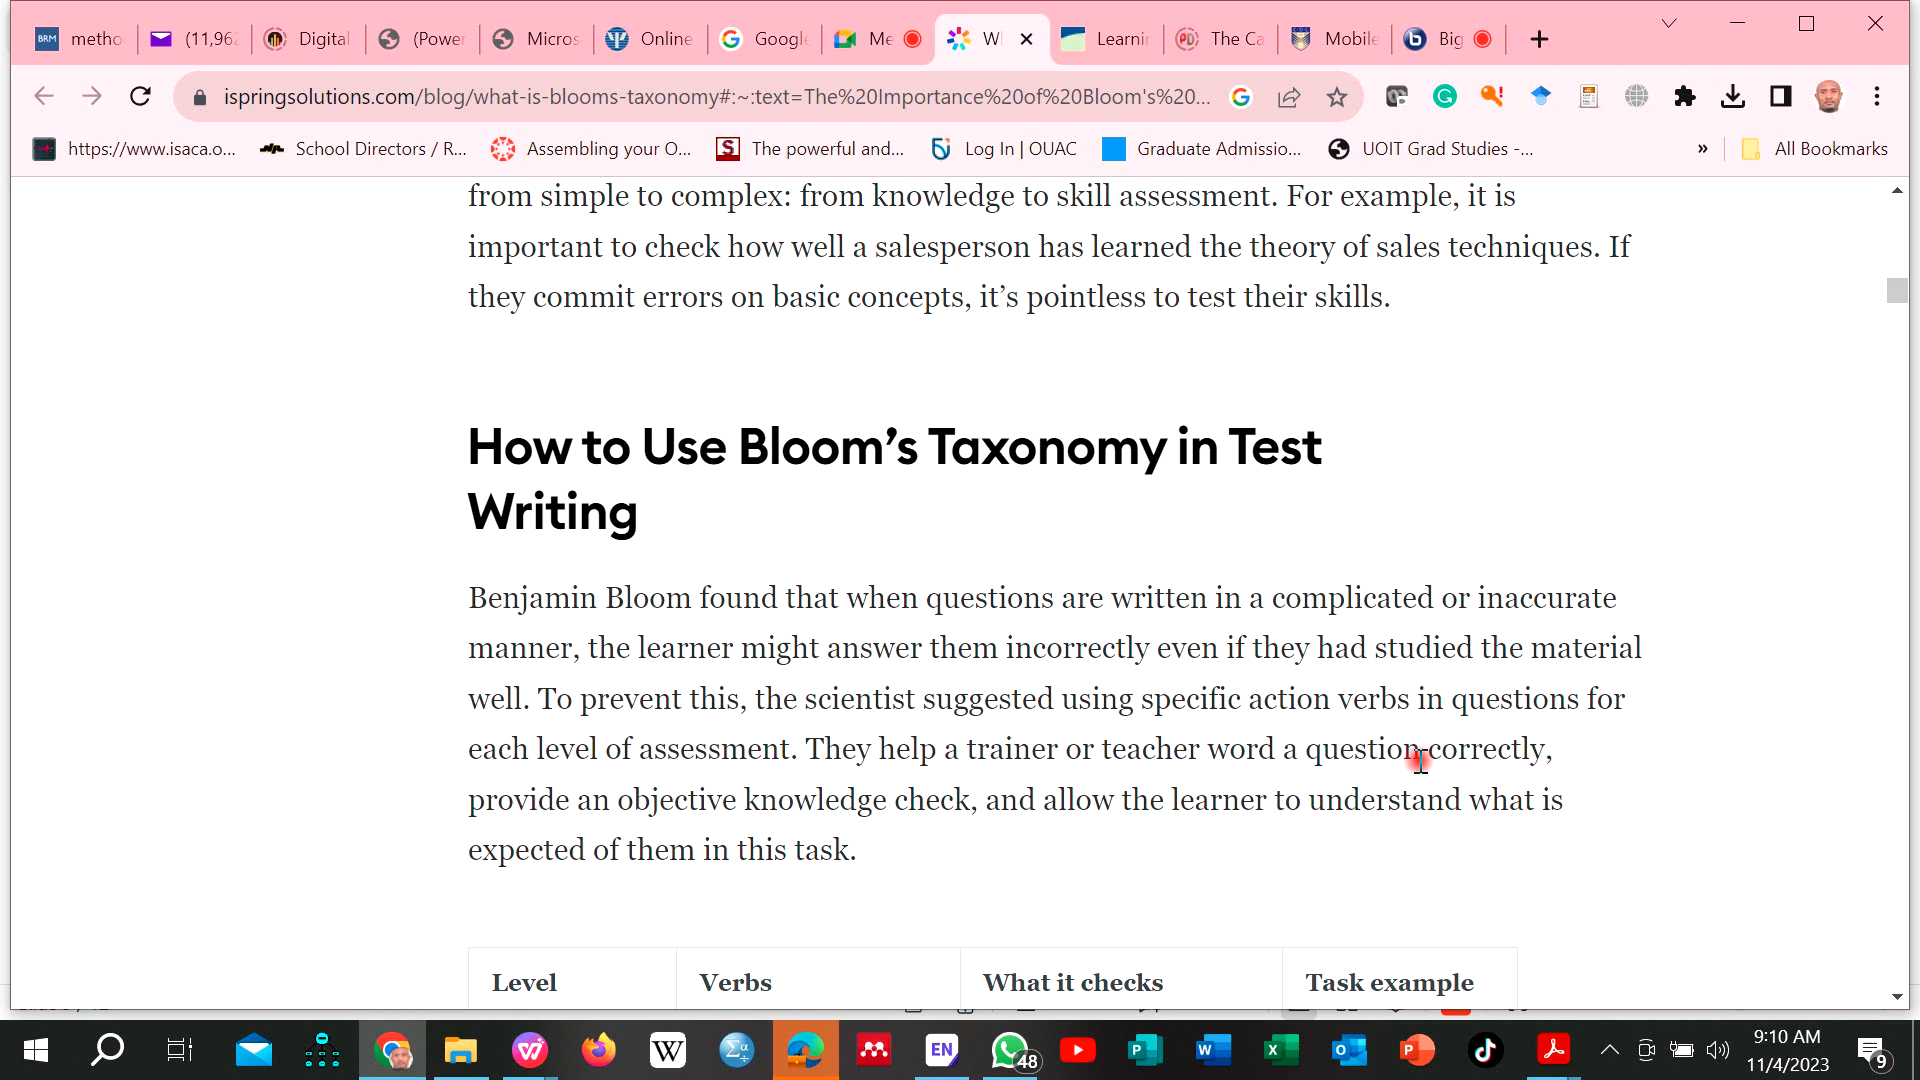 metho
(11,962
Digital
(Power
Micros
Online
Google
Me
W
Learnin
The Ca
Mobile
Big
ispringsolutions.com/blog/what-is-blooms-taxonomy#:~:text=The%20Importance%20of%20Bloom's%20...
https://www.isaca.o...
School Directors / R...
Assembling your O...
The powerful and...
Log In | OUAC
Graduate Admissio...
UOIT Grad Studies -...
»
All Bookmarks
from simple to complex: from knowledge to skill assessment. For example, it is
important to check how well a salesperson has learned the theory of sales techniques. If
they commit errors on basic concepts, it’s pointless to test their skills.
How to Use Bloom’s Taxonomy in Test
Writing
Benjamin Bloom found that when questions are written in a complicated or inaccurate
manner, the learner might answer them incorrectly even if they had studied the material
well. To prevent this, the scientist suggested using specific action verbs in questions for
each level of assessment. They help a trainer or teacher word a question correctly,
provide an objective knowledge check, and allow the learner to understand what is
expected of them in this task.
Level
Verbs
What it checks
Task example
EN
48
9:10 AM
11/4/2023
9